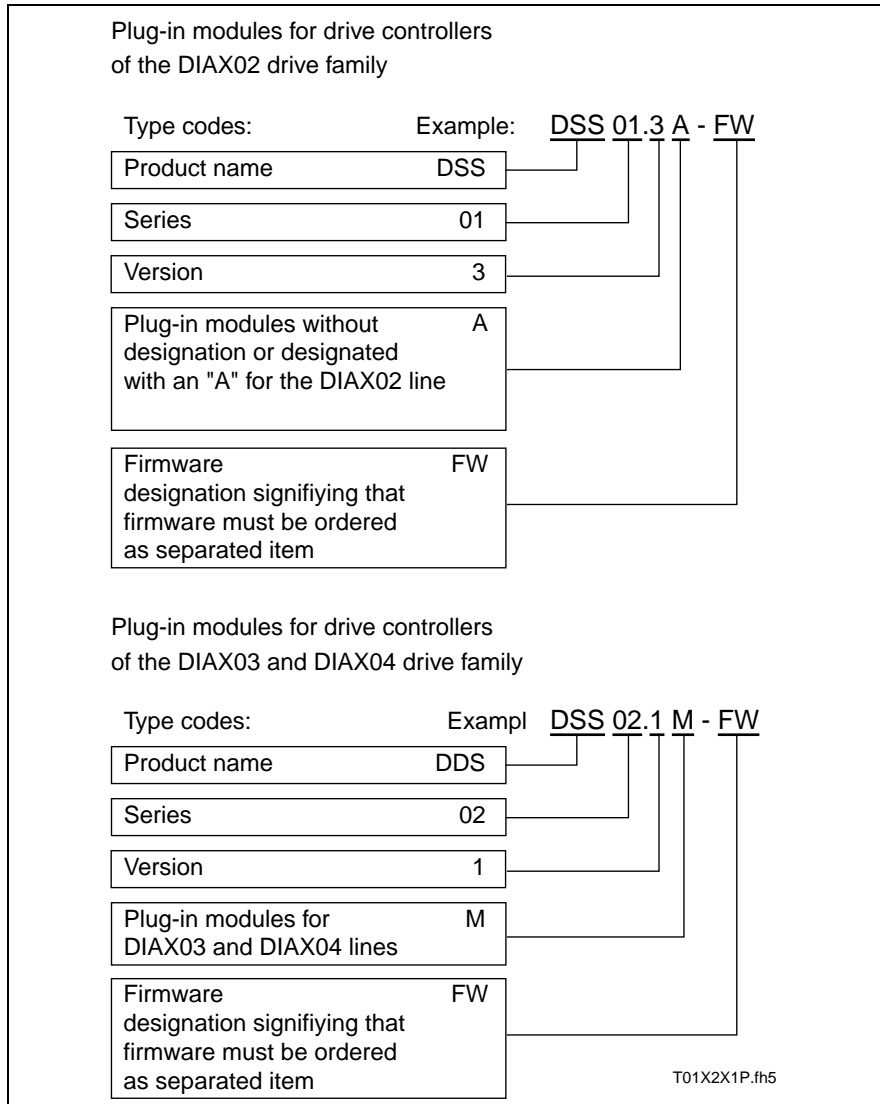 Plug-in modules for drive controllers
of the DIAX02 drive family
Type codes: Example: DSS 01.3 A - FW
Product name DSS
Series 01
Version 3
Plug-in modules without A
designation or designated
with an "A" for the DIAX02 line
Firmware FW
designation signifiying that
firmware must be ordered
as separated item
Plug-in modules for drive controllers
of the DIAX03 and DIAX04 drive family
Type codes: Exampl DSS 02.1 M - FW
Product name DDS
Series 02
Version 1
Plug-in modules for M
DIAX03 and DIAX04 lines
Firmware FW
designation signifiying that
firmware must be ordered
as separated item
T01X2X1P.fh5